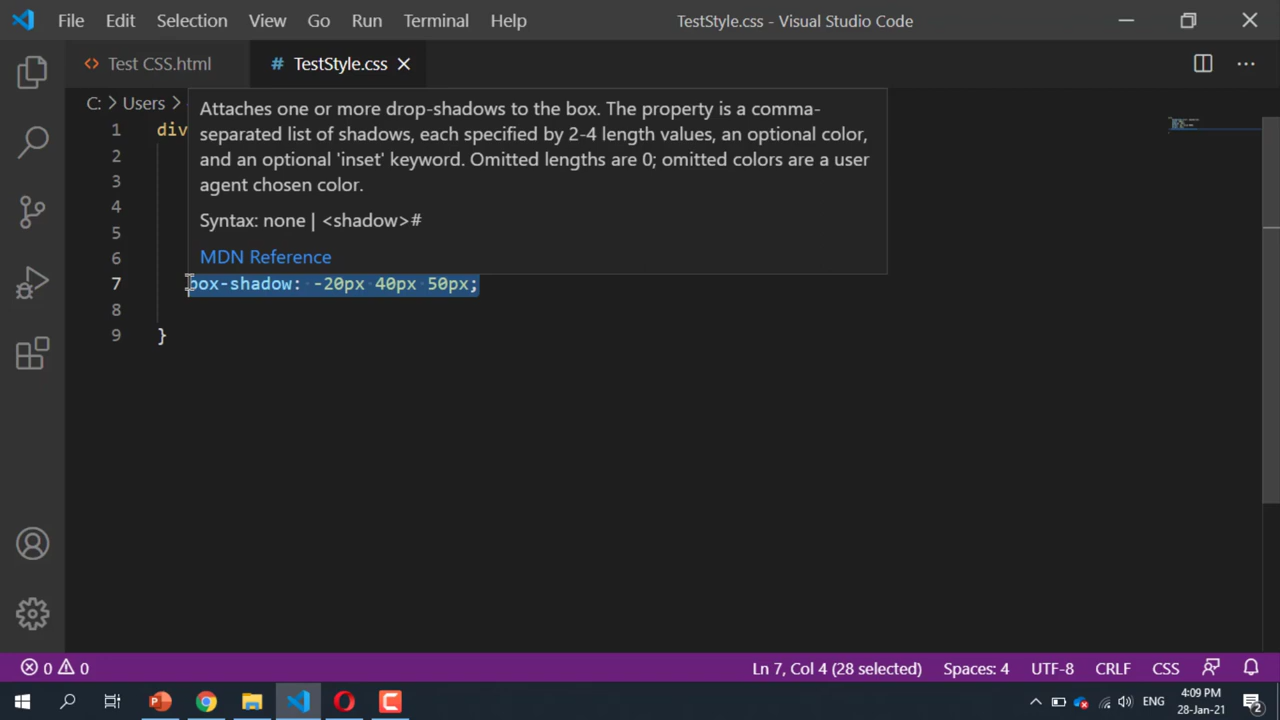 File Edit Selection View Go Run Terminal Help TestStyle.css - Visual Studio Code
<> Test CSS.html # TestStyle.css
C: > Users >
Attaches one or more drop-shadows to the box. The property is a comma-
separated list of shadows, each specified by 2-4 length values, an optional color,
and an optional 'inset' keyword. Omitted lengths are 0; omitted colors are a user
agent chosen color.
Syntax: none | <shadow>#
MDN Reference
1 div
2
3
4
5
6
7 box-shadow: -20px 40px 50px;
8
9 }
0 0 Ln 7, Col 4 (28 selected) Spaces: 4 UTF-8 CRLF CSS
ENG 4:09 PM
28-Jan-21 2